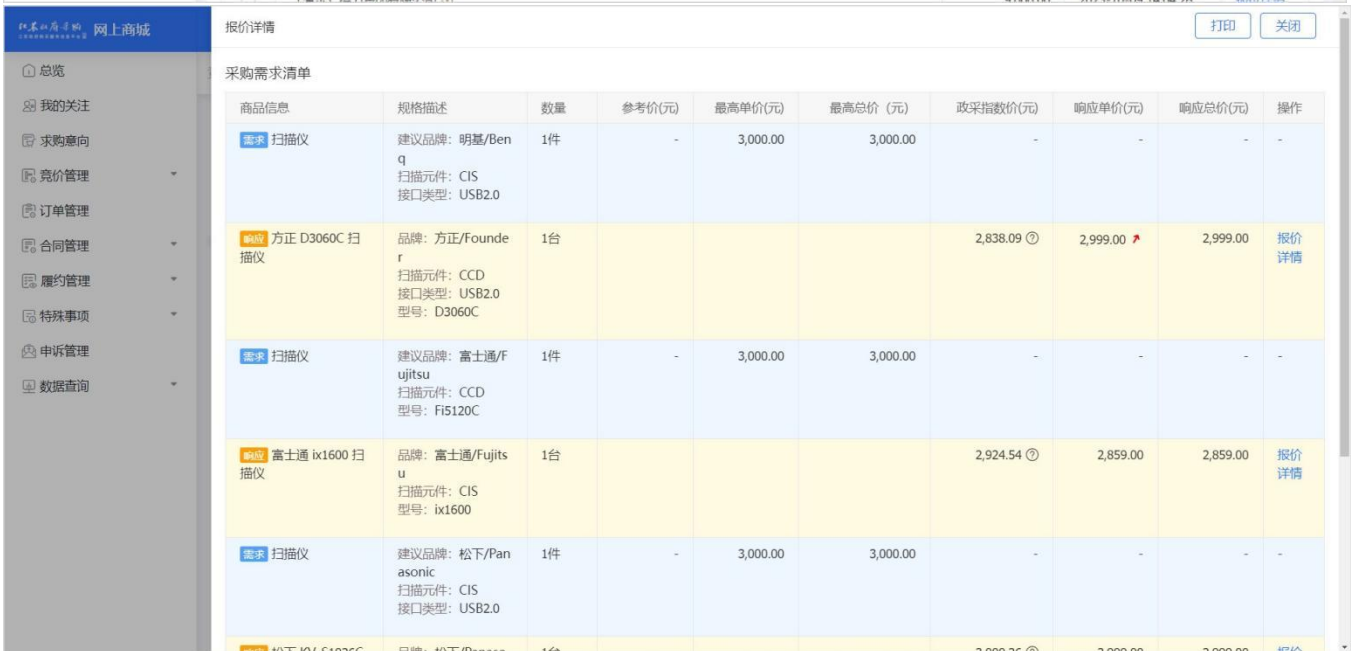 网上商城
报价详情
打印
关闭
总览
我的关注
求购意向
竞价管理
订单管理
合同管理
履约管理
特殊事项
申诉管理
数据查询
采购需求清单
商品信息 规格描述 数量 参考价(元) 最高单价(元) 最高总价（元） 政采指数价(元) 响应单价(元) 响应总价(元) 操作
需求 扫描仪 建议品牌：明基/Ben 1件 - 3,000.00 3,000.00 - - - -
q
扫描元件：CIS
接口类型：USB2.0
响应 方正 D3060C 扫 品牌：方正/Founde 1台 2,838.09 2,999.00 2,999.00 报价
描仪 r 详情
扫描元件：CCD
接口类型：USB2.0
型号：D3060C
需求 扫描仪 建议品牌：富士通/F 1件 - 3,000.00 3,000.00 - - - -
ujitsu
扫描元件：CCD
型号：Fi5120C
响应 富士通 ix1600 扫 品牌：富士通/Fujits 1台 2,924.54 2,859.00 2,859.00 报价
描仪 u 详情
扫描元件：CIS
型号：ix1600
需求 扫描仪 建议品牌：松下/Pan 1件 - 3,000.00 3,000.00 - - - -
asonic
扫描元件：CIS
接口类型：USB2.0